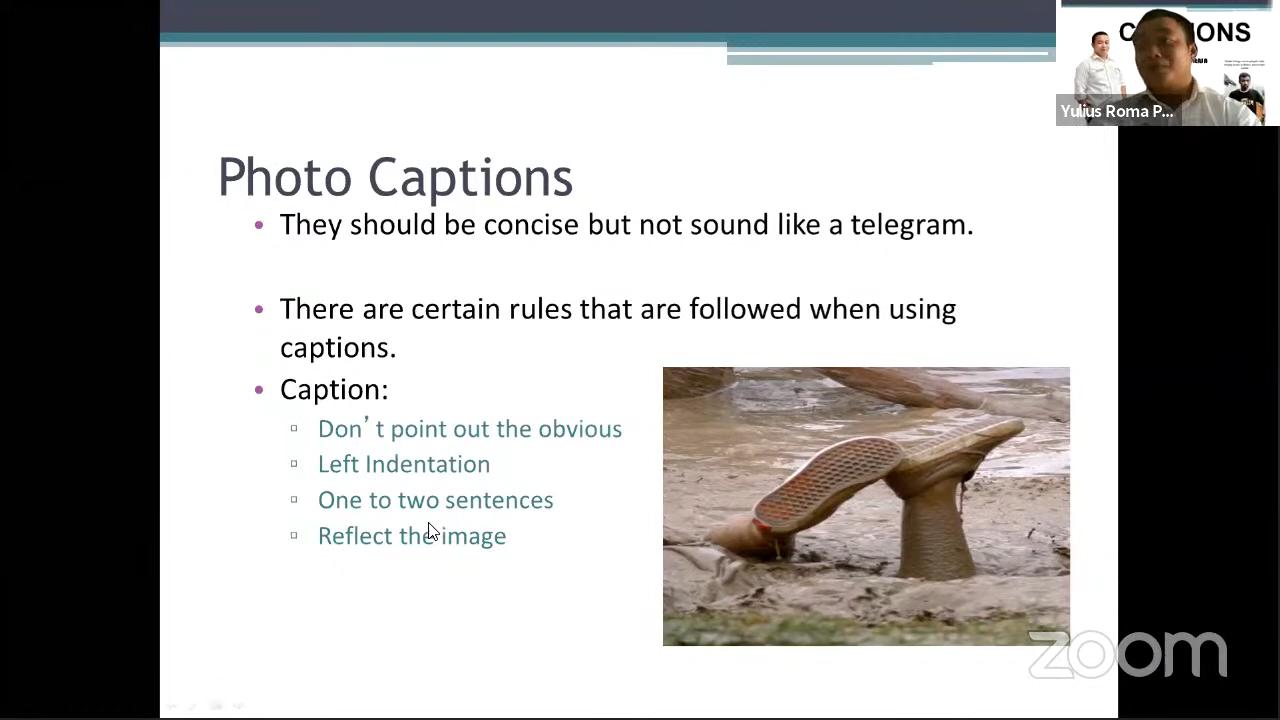 CAPTIONS
Yulius Roma P...
Photo Captions
• They should be concise but not sound like a telegram.
• There are certain rules that are followed when using
captions.
• Caption:
▫ Don’t point out the obvious
▫ Left Indentation
▫ One to two sentences
▫ Reflect the image
zoom